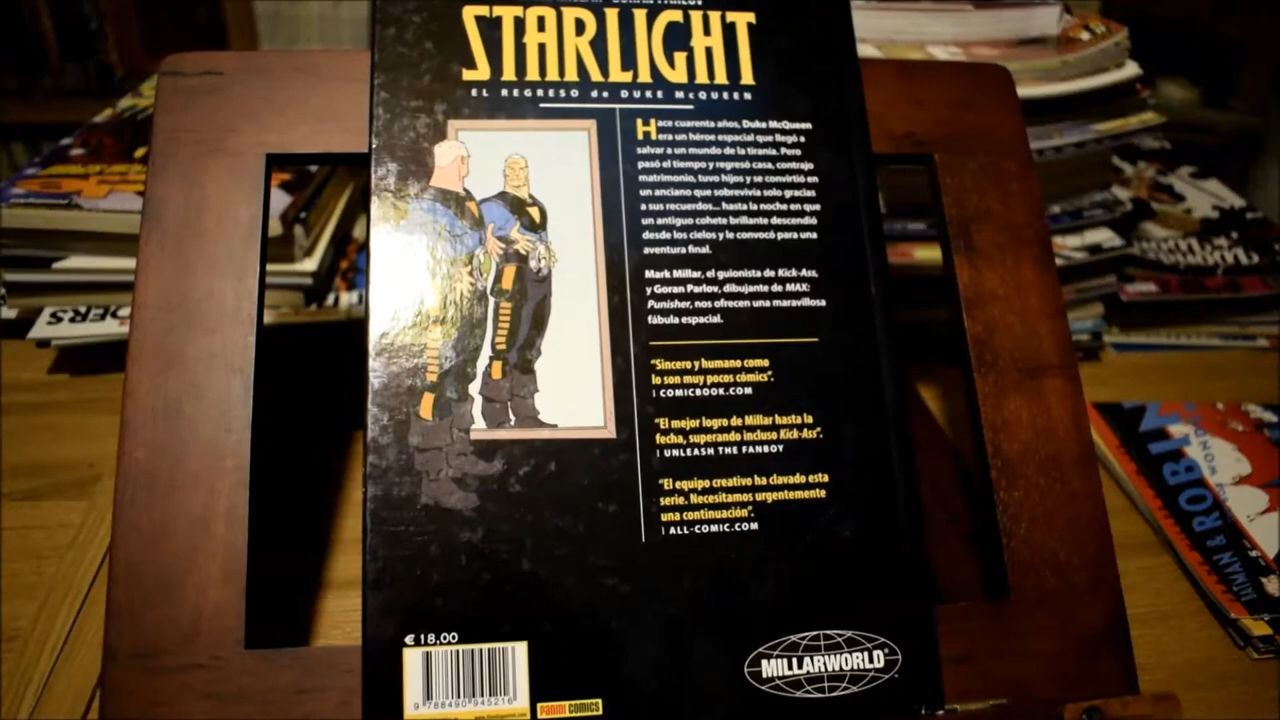 STARLIGHT
EL REGRESO de DUKE McQUEEN
Hace cuarenta años, Duke McQueen
era un héroe espacial que llegó a
salvar a un mundo de la tiranía. Pero
pasó el tiempo y regresó casa, contrajo
matrimonio, tuvo hijos y se convirtió en
un anciano que sobrevivía solo gracias
a sus recuerdos... hasta la noche en que
un antiguo cohete brillante descendió
desde los cielos y le convocó para una
aventura final.
Mark Millar, el guionista de Kick-Ass,
y Goran Parlov, dibujante de MAX:
Punisher, nos ofrecen una maravillosa
fábula espacial.
"Sincero y humano como
lo son muy pocos cómics".
| COMICBOOK.COM
"El mejor logro de Millar hasta la
fecha, superando incluso Kick-Ass".
| UNLEASH THE FANBOY
"El equipo creativo ha clavado esta
serie. Necesitamos urgentemente
una continuación".
| ALL-COMIC.COM
€ 18,00
9 788490 945216
PANINI COMICS
MILLARWORLD
BATMAN & ROBIN